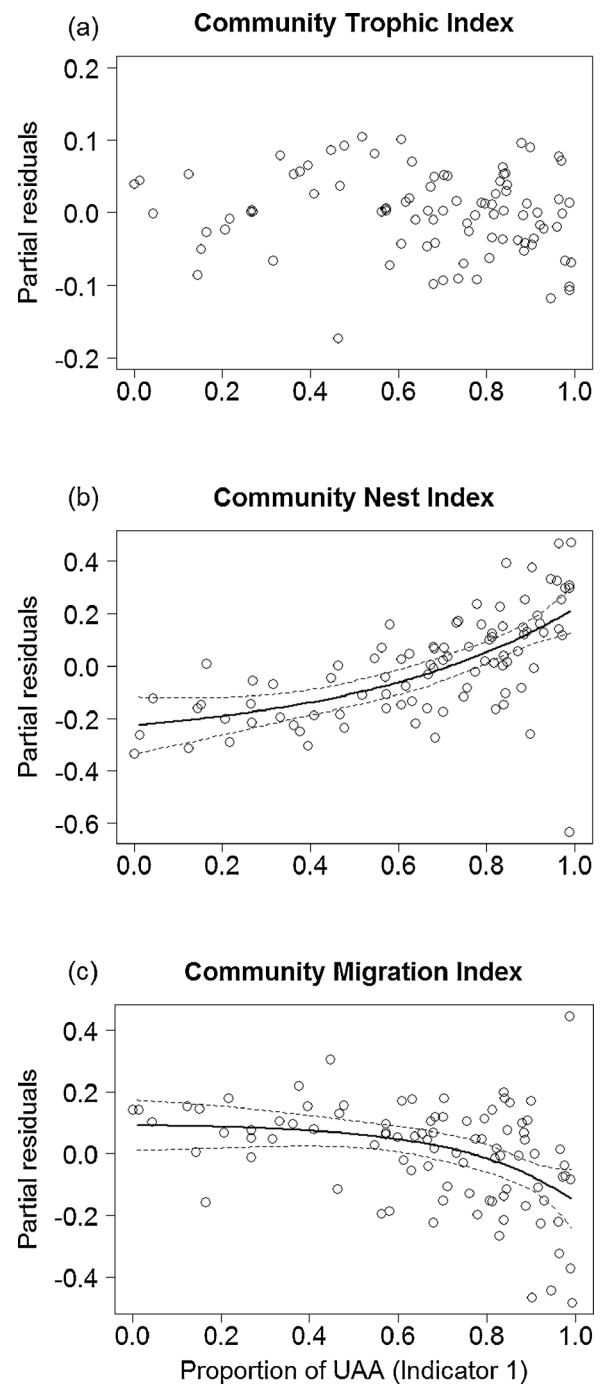 (a) Community Trophic Index
Partial residuals
0.2
0.1
0.0
-0.1
-0.2
0.0 0.2 0.4 0.6 0.8 1.0
(b) Community Nest Index
Partial residuals
0.4
0.2
0.0
-0.2
-0.4
-0.6
0.0 0.2 0.4 0.6 0.8 1.0
(c) Community Migration Index
Partial residuals
0.4
0.2
0.0
-0.2
-0.4
0.0 0.2 0.4 0.6 0.8 1.0
Proportion of UAA (Indicator 1)